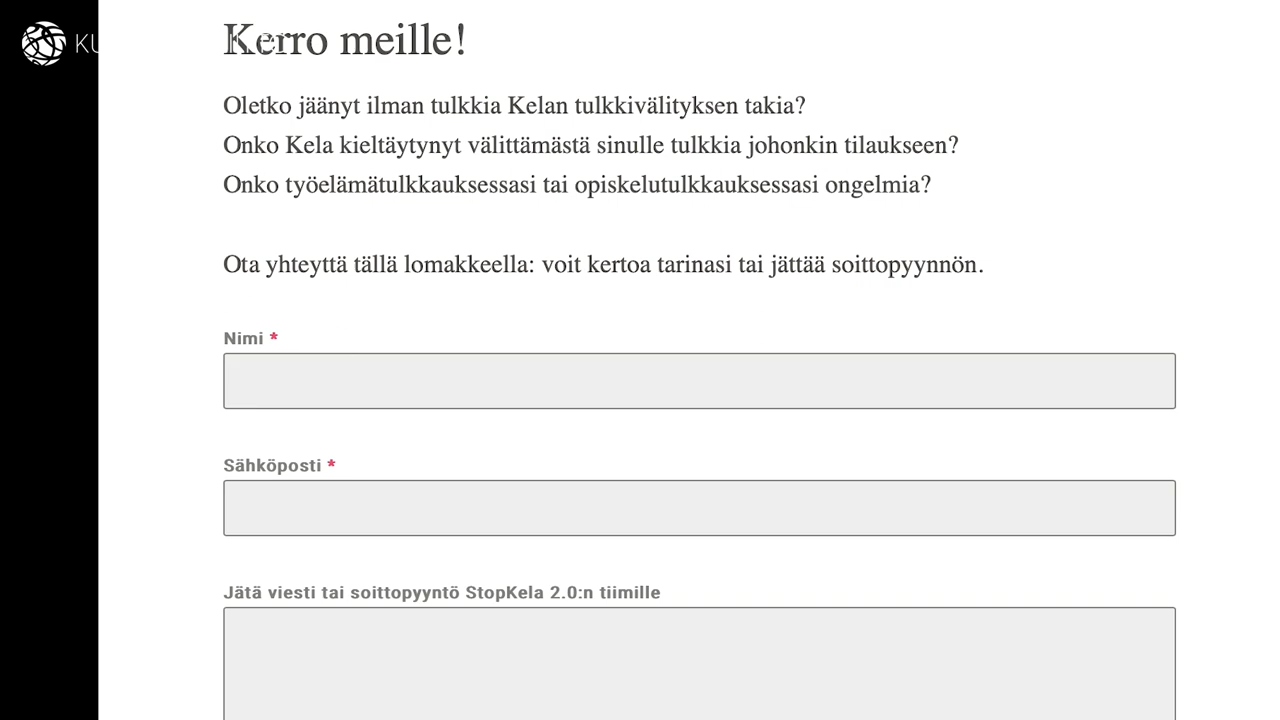 KU
Kerro meille!
Oletko jäänyt ilman tulkkia Kelan tulkkivälityksen takia?
Onko Kela kieltäytynyt välittämästä sinulle tulkkia johonkin tilaukseen?
Onko työelämätulkkauksessasi tai opiskelutulkkauksessasi ongelmia?
Ota yhteyttä tällä lomakkeella: voit kertoa tarinasi tai jättää soittopyynnön.
Nimi *
Sähköposti *
Jätä viesti tai soittopyyntö StopKela 2.0:n tiimille